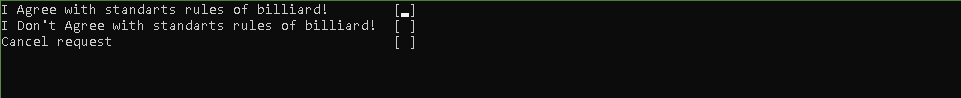 I Agree with standarts rules of billiard! [_]
I Don't Agree with standarts rules of billiard! [ ]
Cancel request [ ]